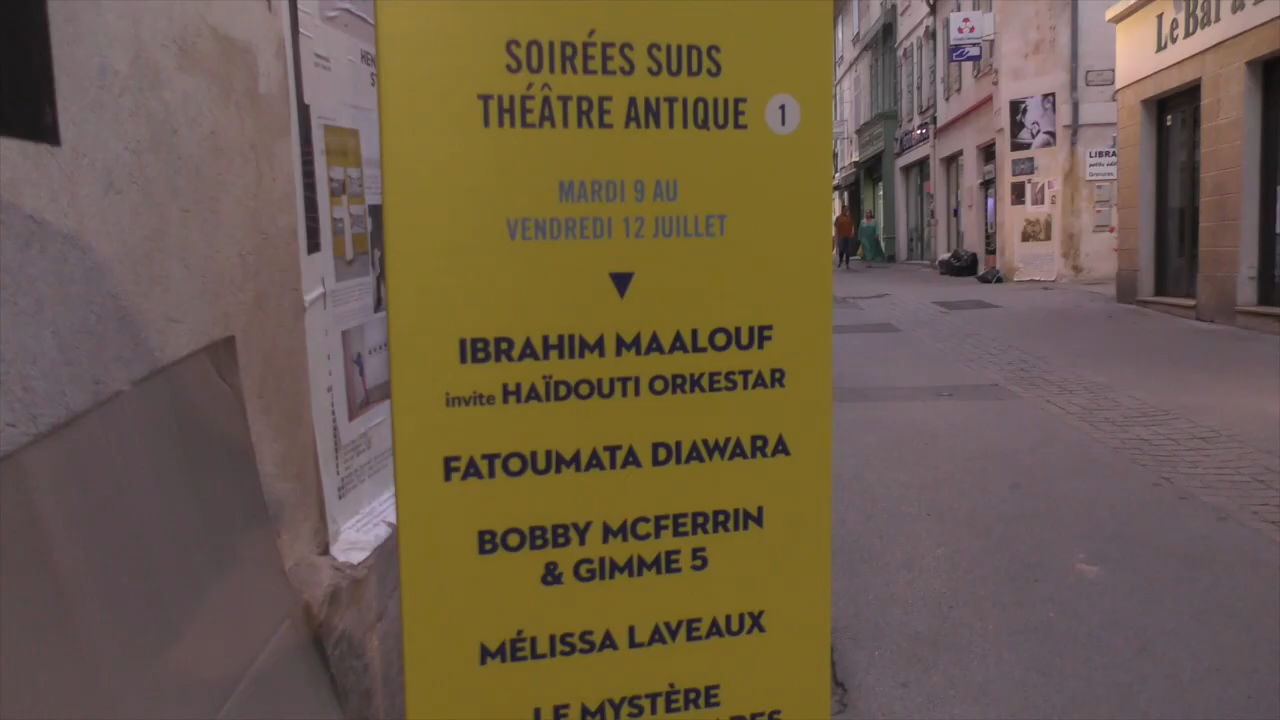 SOIRÉES SUDS
THÉÂTRE ANTIQUE 1
MARDI 9 AU
VENDREDI 12 JUILLET
IBRAHIM MAALOUF
invite HAÏDOUTI ORKESTAR
FATOUMATA DIAWARA
BOBBY MCFERRIN
& GIMME 5
MÉLISSA LAVEAUX
LE MYSTÈRE
Le Bar à
LIBRA